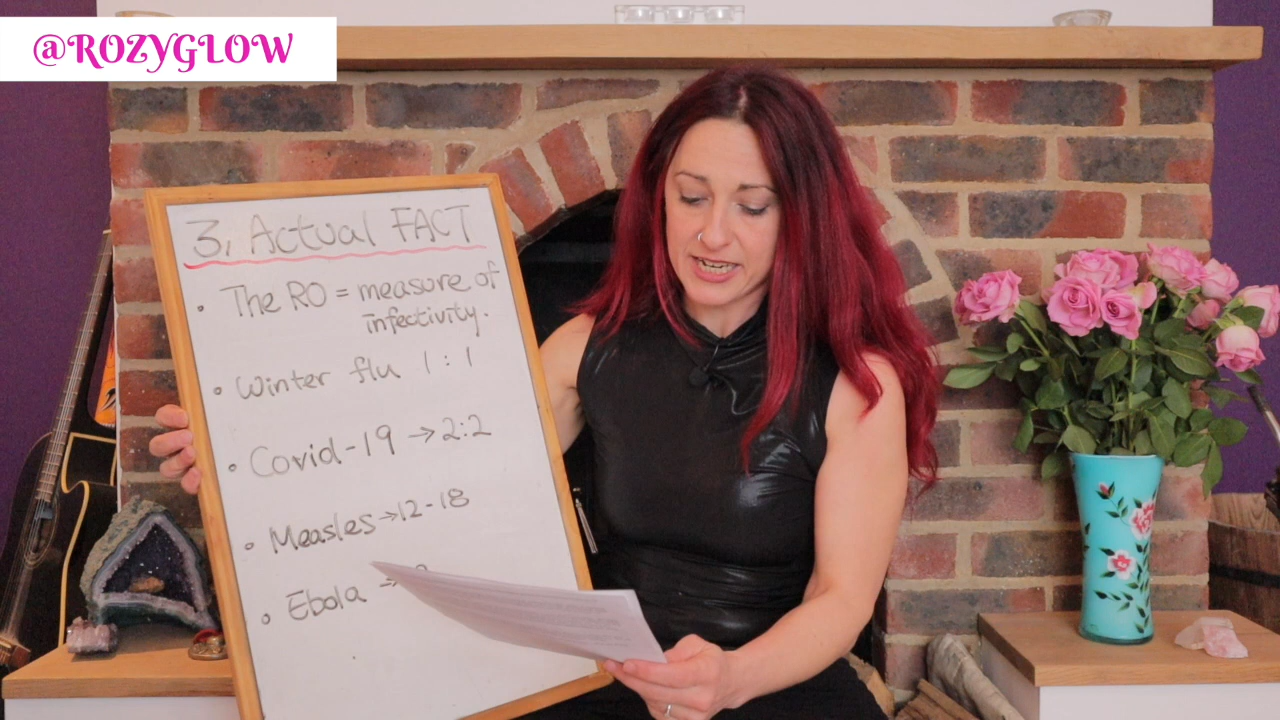 @ROZYGLOW
3. Actual FACT
• The RO = measure of
infectivity.
• Winter flu 1:1
• Covid-19 → 2:2
• Measles → 12-18
• Ebola →